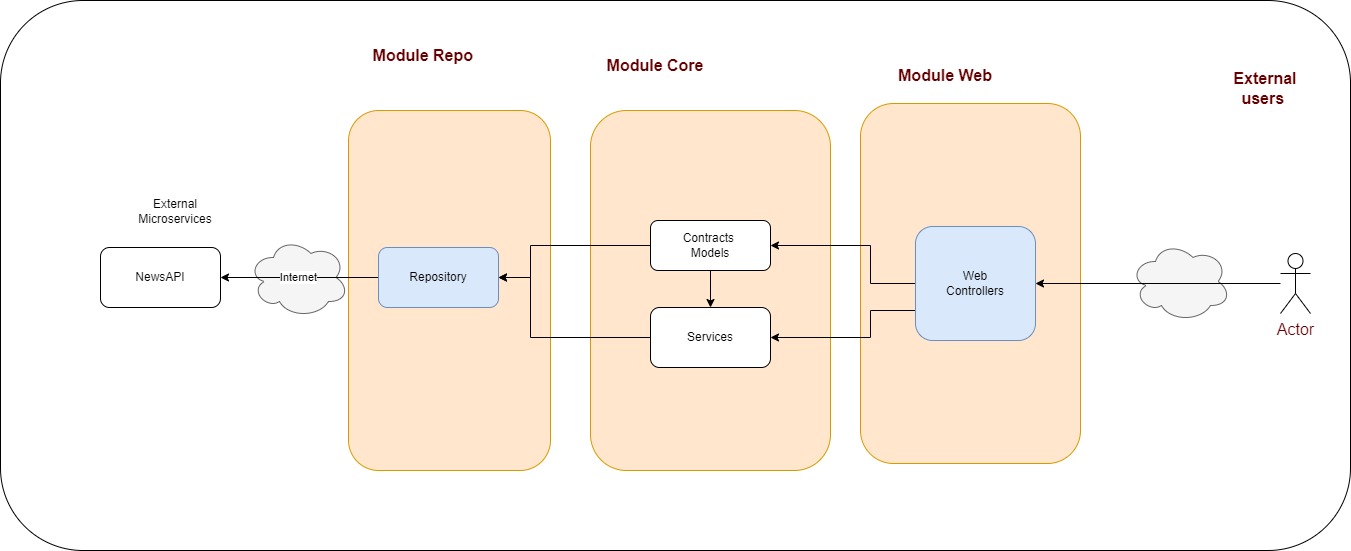 Module Repo
Module Core
Module Web
External
users
External
Microservices
NewsAPI
Internet
Repository
Contracts
Models
Services
Web
Controllers
Actor